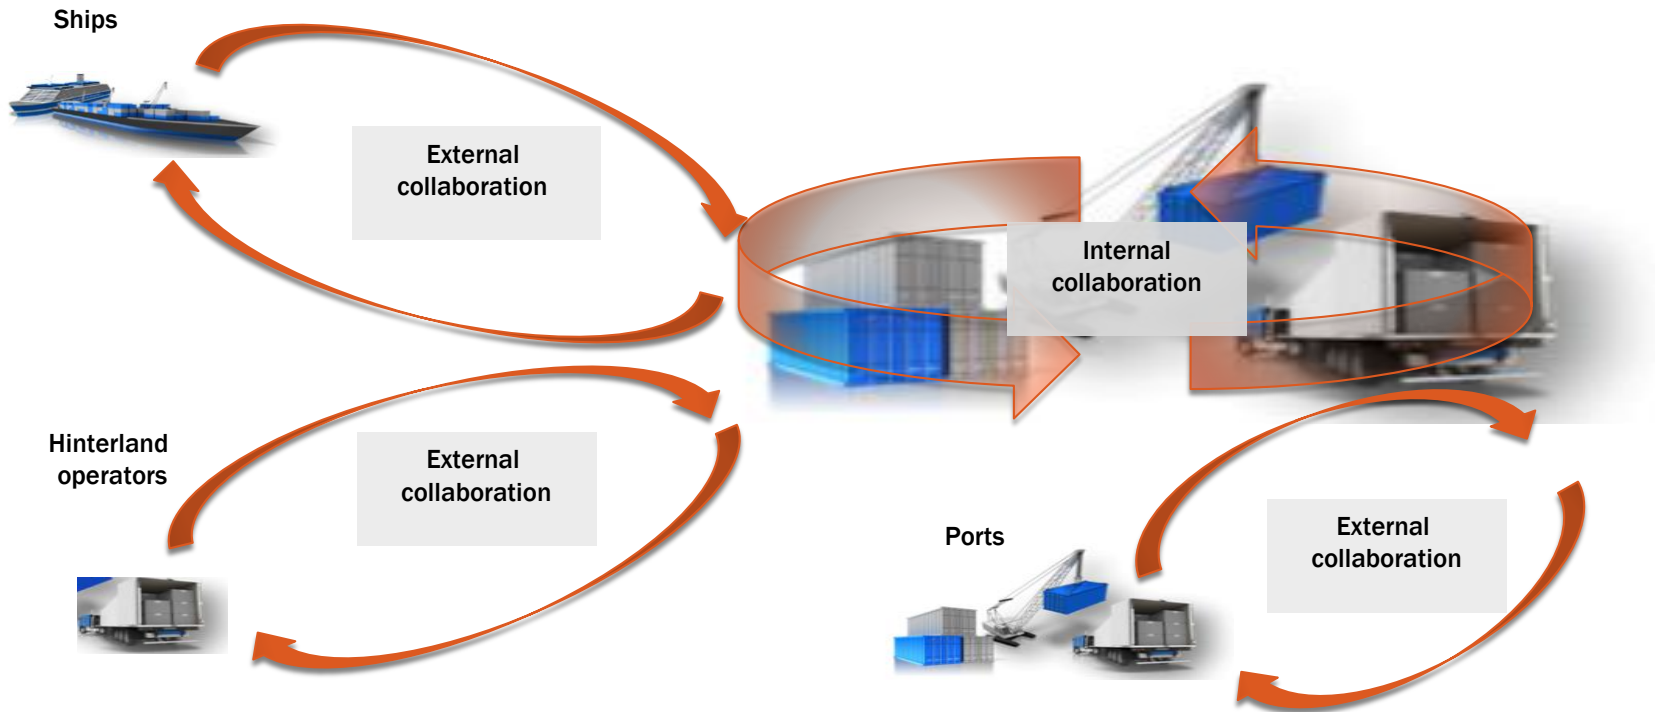 Ships
External
collaboration
Internal
collaboration
Hinterland
operators
External
collaboration
Ports
External
collaboration